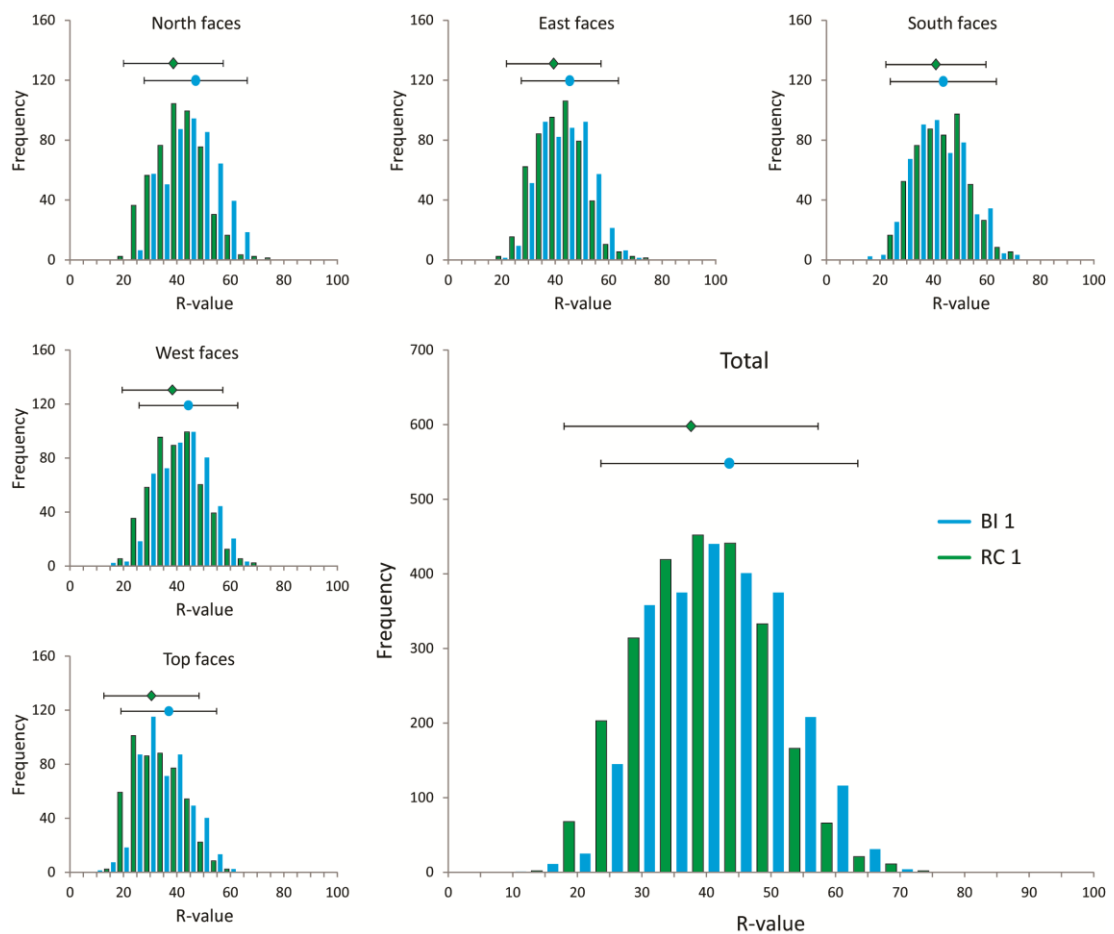 North faces
160
120
80
40
0
Frequency
0 20 40 60 80 100
R-value
East faces
160
120
80
40
0
Frequency
0 20 40 60 80 100
R-value
South faces
160
120
80
40
0
Frequency
0 20 40 60 80 100
R-value
West faces
160
120
80
40
0
Frequency
0 20 40 60 80 100
R-value
Top faces
160
120
80
40
0
Frequency
0 20 40 60 80 100
R-value
Total
700
600
500
400
300
200
100
0
Frequency
0 10 20 30 40 50 60 70 80 90 100
R-value
BI 1
RC 1